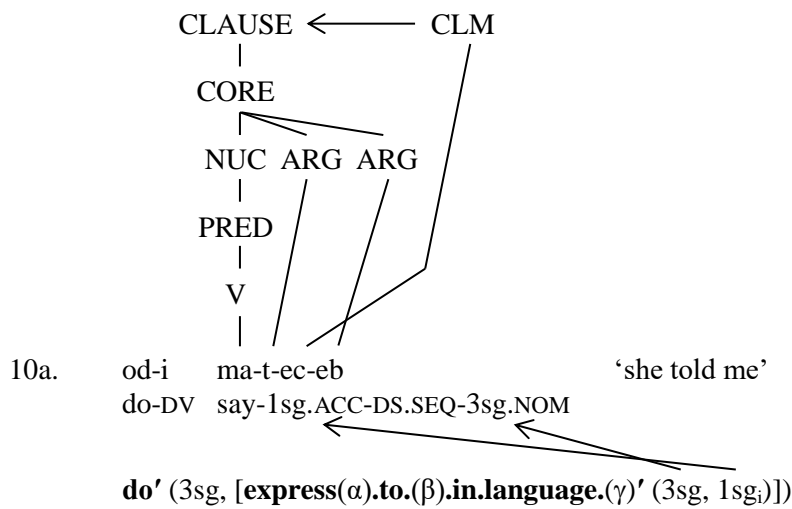 CLAUSE CLM
CORE
NUC ARG ARG
PRED
V
10a. od-i ma-t-ec-eb ‘she told me’
do-DV say-1sg.ACC-DS.SEQ-3sg.NOM
do′ (3sg, [express(α).to.(β).in.language.(γ)′ (3sg, 1sgᵢ)])